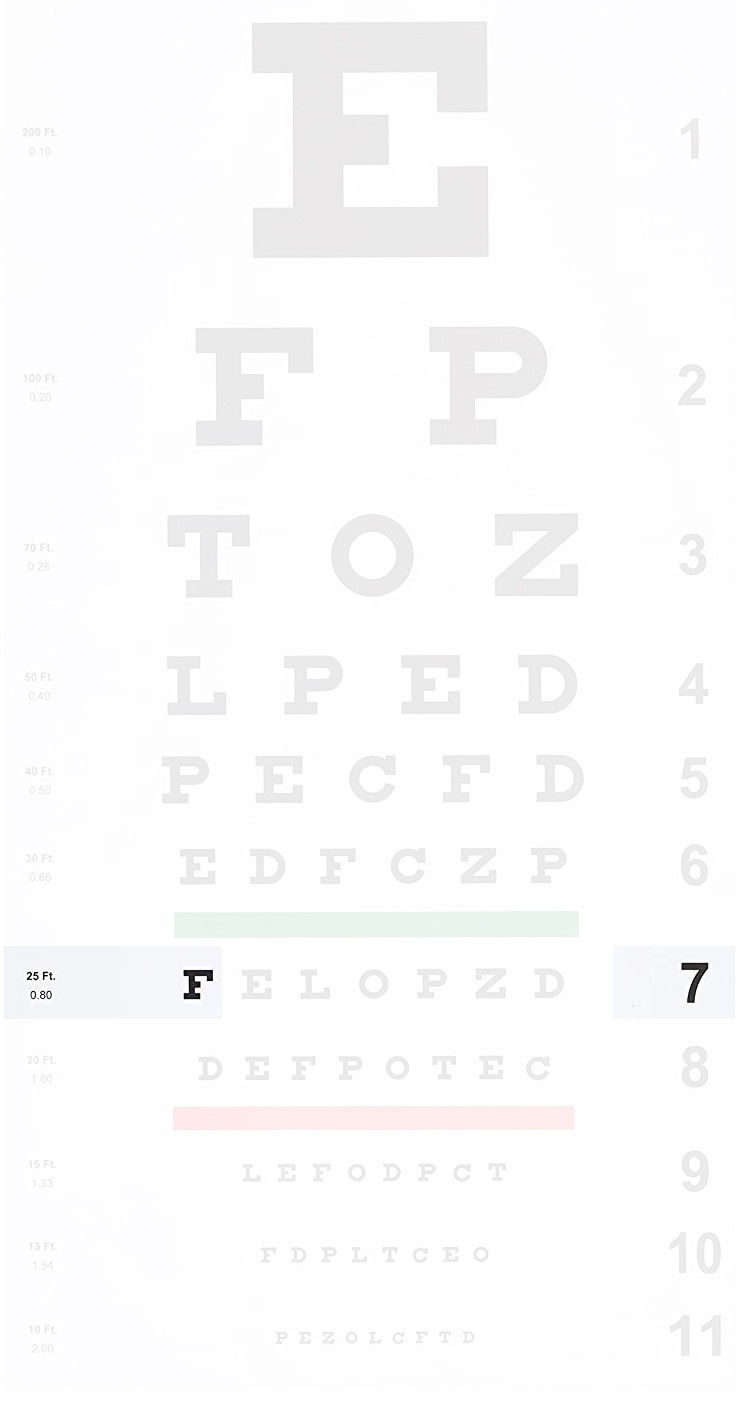 E
200 Ft.
0.10
1
F P
100 Ft.
0.20
2
T O Z
70 Ft.
0.28
3
L P E D
50 Ft.
0.40
4
P E C F D
40 Ft.
0.50
5
E D F C Z P
30 Ft.
0.66
6
25 Ft.
0.80
F E L O P Z D
7
20 Ft.
1.00
D E F P O T E C
8
15 Ft.
1.33
L E F O D P C T
9
13 Ft.
1.54
F D P L T C E O
10
10 Ft.
2.00
P E Z O L C F T D
11